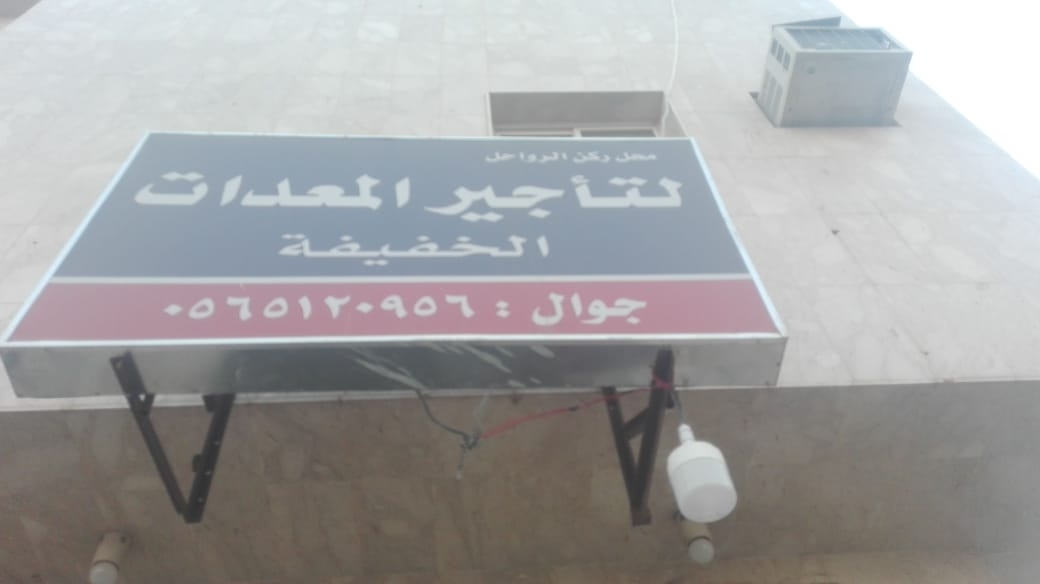 محل ركن الرواحل
لتأجير المعدات
الخفيفة
جوال : ٠٥٦٥١٢٠٩٥٦